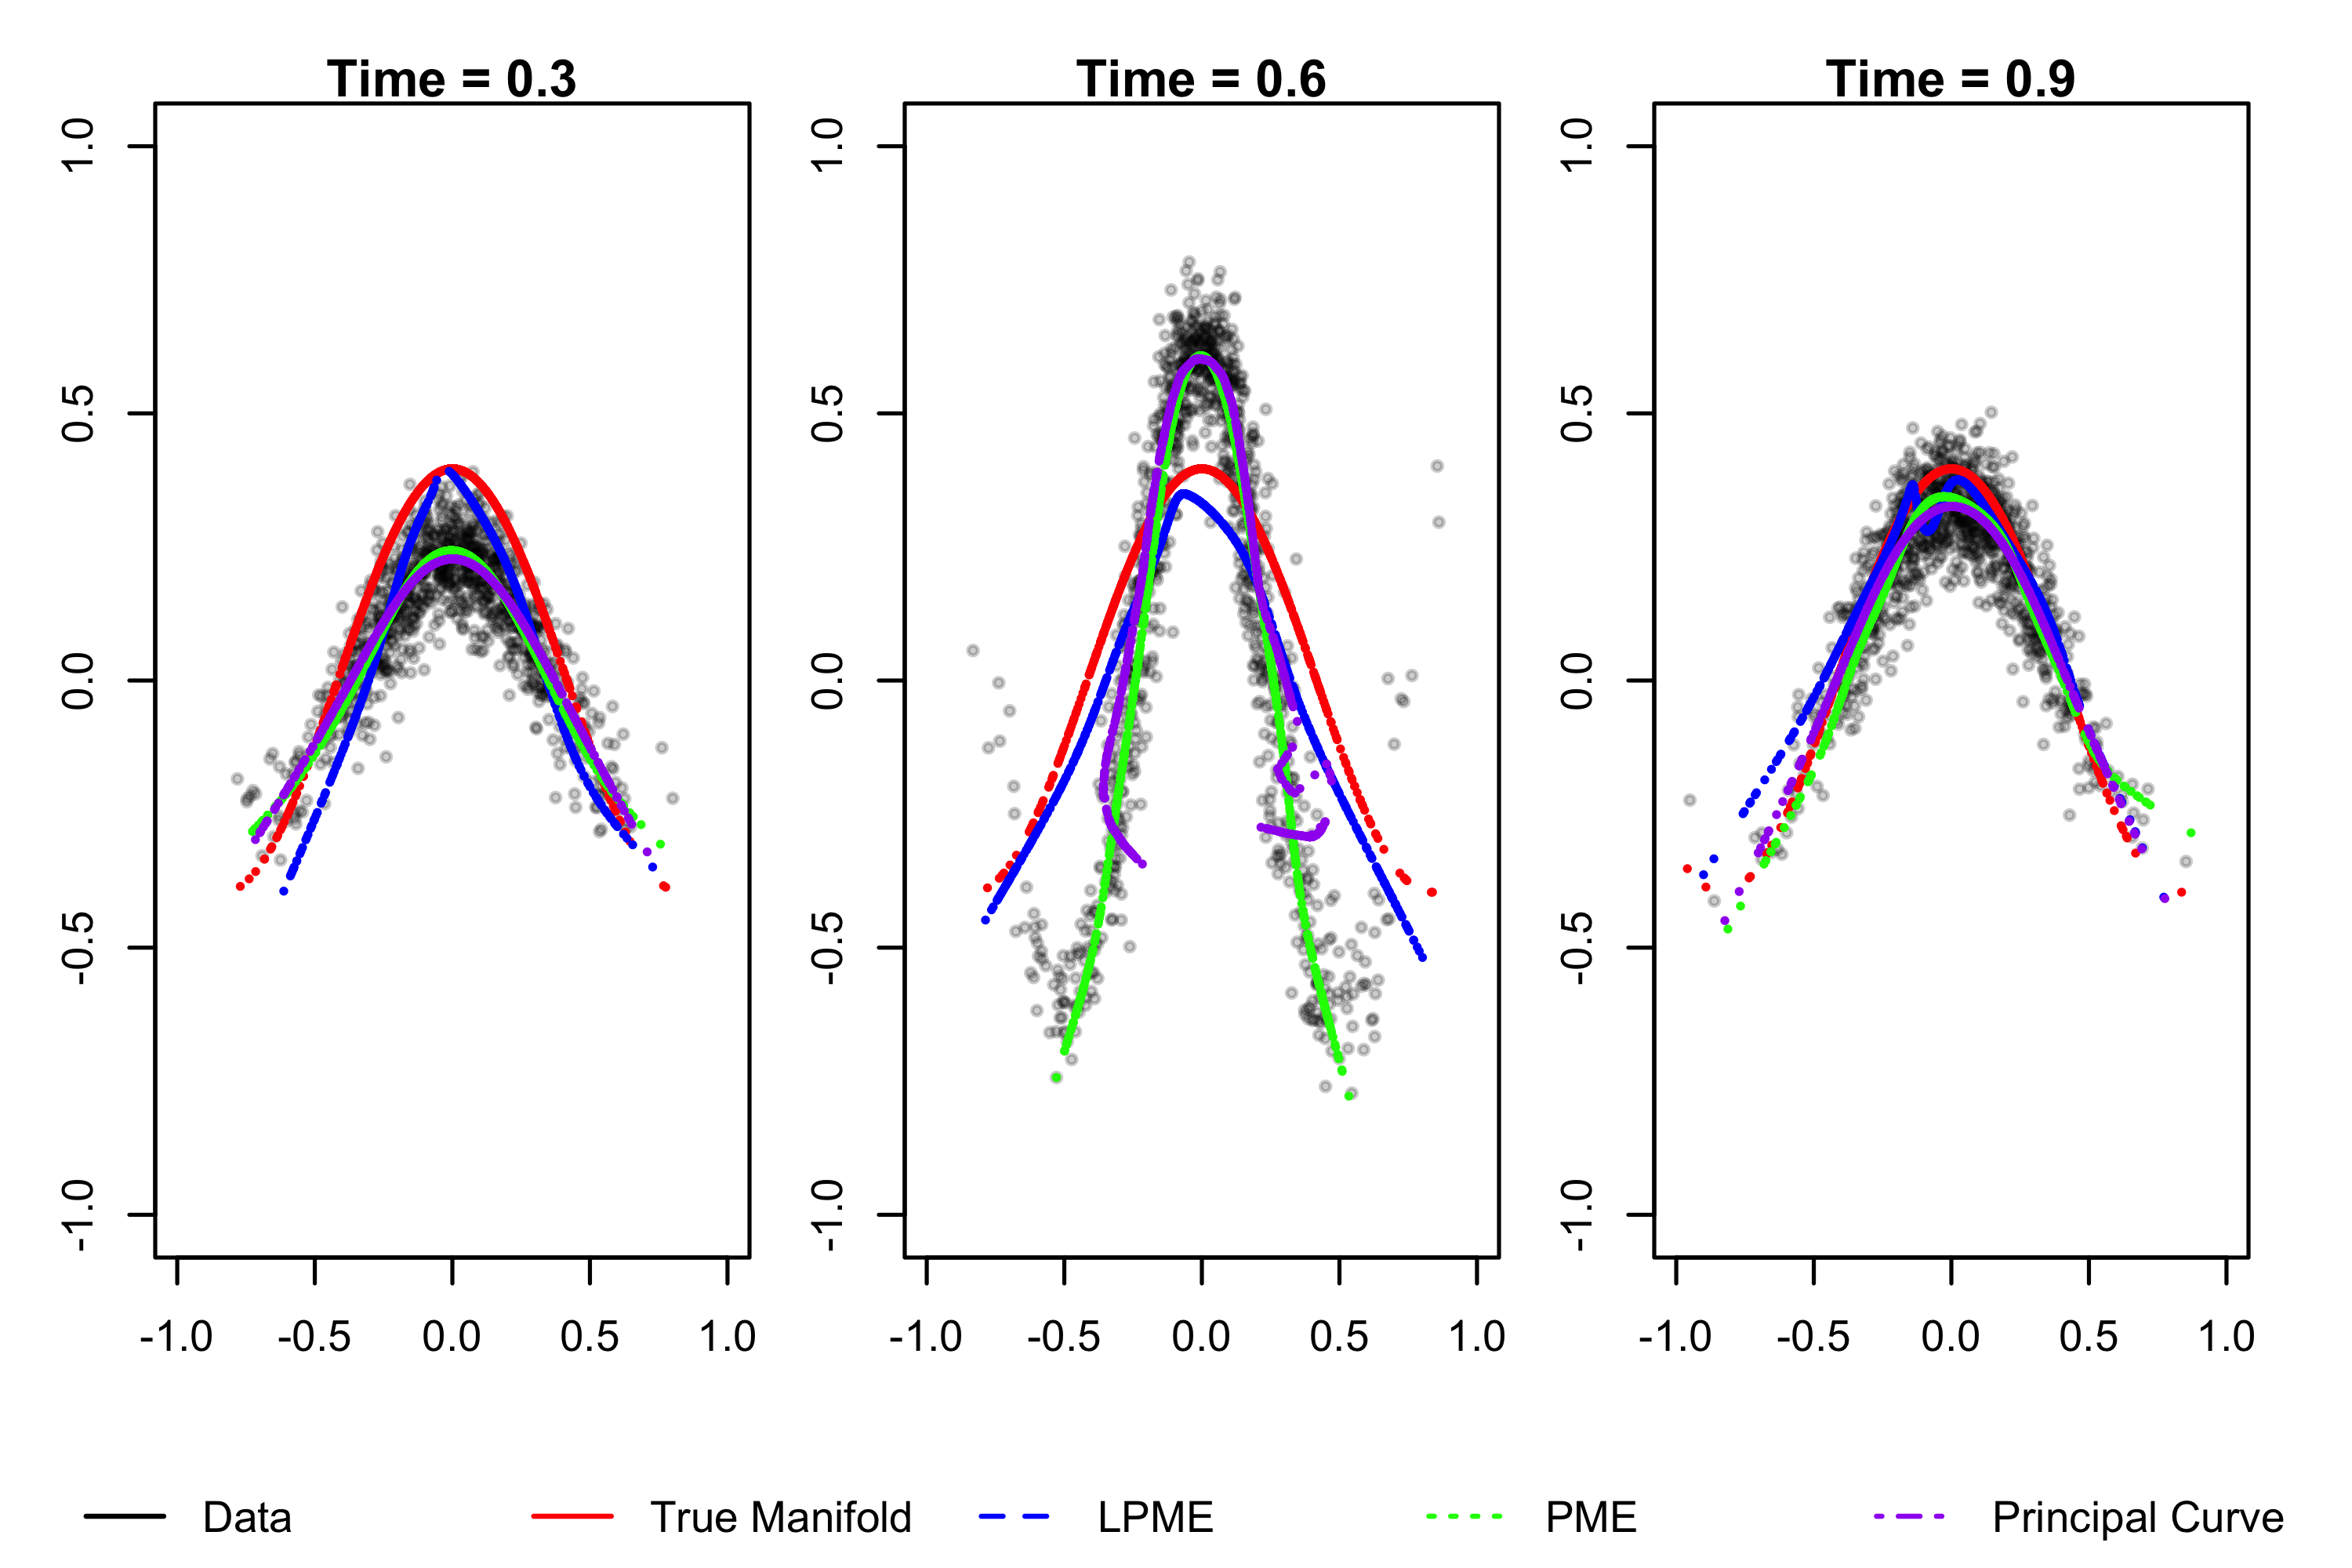 Time = 0.3 Time = 0.6 Time = 0.9
1.0 1.0 1.0
0.5 0.5 0.5
0.0 0.0 0.0
-0.5 -0.5 -0.5
-1.0 -1.0 -1.0
-1.0 -0.5 0.0 0.5 1.0 -1.0 -0.5 0.0 0.5 1.0 -1.0 -0.5 0.0 0.5 1.0
Data True Manifold LPME PME Principal Curve